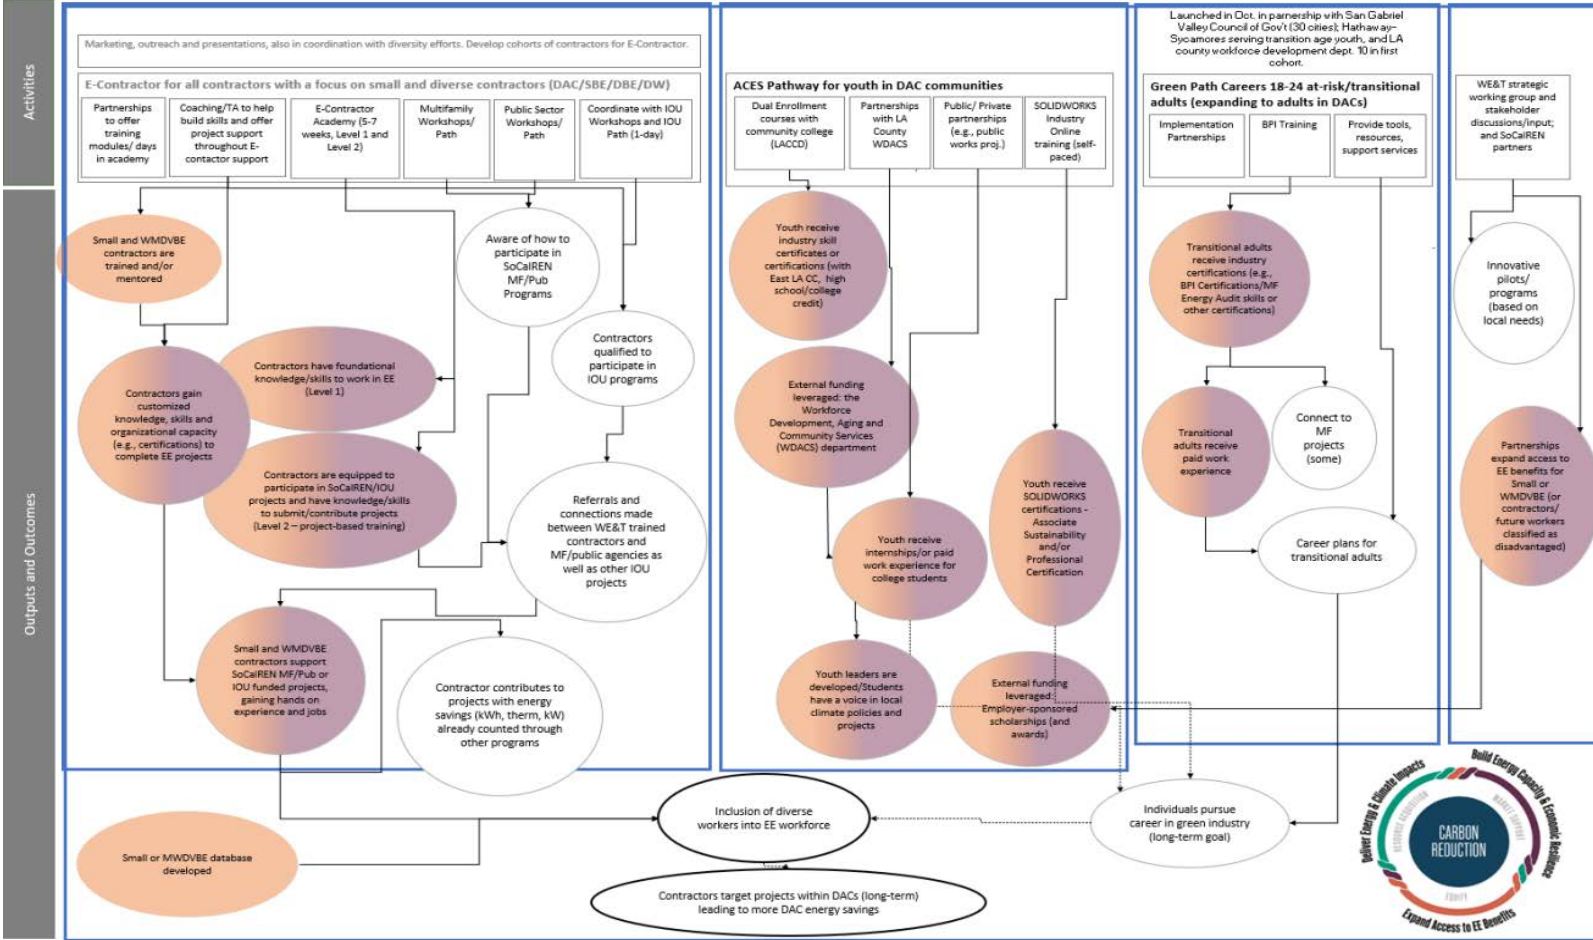 Activities
Outputs and Outcomes
Marketing, outreach and presentations, also in coordination with diversity efforts. Develop cohorts of contractors for E-Contractor.
E-Contractor for all contractors with a focus on small and diverse contractors (DAC/SBE/DBE/DW)
Partnerships
to offer
training
modules/ days
in academy
Coaching/TA to help
build skills and offer
project support
throughout E-
contactor support
E-Contractor
Academy (5-7
weeks, Level 1 and
Level 2)
Multifamily
Workshops/
Path
Public Sector
Workshops/
Path
Coordinate with IOU
Workshops and IOU
Path (1-day)
Small and WMDVBE
contractors are
trained and/or
mentored
Aware of how to
participate in
SoCalREN
MF/Pub
Programs
Contractors
qualified to
participate in
IOU programs
Contractors have foundational
knowledge/skills to work in EE
(Level 1)
Contractors gain
customized
knowledge, skills and
organizational capacity
(e.g., certifications) to
complete EE projects
Contractors are equipped to
participate in SoCalREN/IOU
projects and have knowledge/skills
to submit/contribute projects
(Level 2 – project-based training)
Referrals and
connections made
between WE&T trained
contractors and
MF/public agencies as
well as other IOU
projects
Small and WMDVBE
contractors support
SoCalREN MF/Pub or
IOU funded projects,
gaining hands on
experience and jobs
Contractor contributes to
projects with energy
savings (kWh, therm, kW)
already counted through
other programs
Small or MWDVBE database
developed
ACES Pathway for youth in DAC communities
Dual Enrollment
courses with
community college
(LACCD)
Partnerships
with LA
County
WDACS
Public/ Private
partnerships
(e.g., public
works proj.)
SOLIDWORKS
Industry
Online
training (self-
paced)
Youth receive
industry skill
certificates or
certifications (with
East LA CC, high
school/college
credit)
External funding
leveraged: the
Workforce
Development, Aging and
Community Services
(WDACS) department
Youth receive
internships/or paid
work experience for
college students
Youth receive
SOLIDWORKS
certifications -
Associate
Sustainability
and/or
Professional
Certification
Youth leaders are
developed/Students
have a voice in local
climate policies and
projects
External funding
leveraged:
Employer-sponsored
scholarships (and
awards)
Launched in Oct. in parnership with San Gabriel
Valley Council of Gov't (30 cities); Hathaway-
Sycamores serving transition age youth, and LA
county workforce development dept. 10 in first
cohort.
Green Path Careers 18-24 at-risk/transitional
adults (expanding to adults in DACs)
Implementation
Partnerships
BPI Training
Provide tools,
resources,
support services
Transitional adults
receive industry
certifications (e.g.,
BPI Certifications/MF
Energy Audit skills or
other certifications)
Transitional
adults receive
paid work
experience
Connect to
MF
projects
(some)
Career plans for
transitional adults
WE&T strategic
working group and
stakeholder
discussions/input;
and SoCalREN
partners
Innovative
pilots/
programs
(based on
local needs)
Partnerships
expand access to
EE benefits for
Small or
WMDVBE (or
contractors/
future workers
classified as
disadvantaged)
Inclusion of diverse
workers into EE workforce
Individuals pursue
career in green industry
(long-term goal)
Contractors target projects within DACs (long-term)
leading to more DAC energy savings
Deliver Energy & Climate Impacts
Build Energy Capacity & Economic Resilience
RESOURCE ACQUISITION
MARKET SUPPORT
CARBON
REDUCTION
EQUITY
Expand Access to EE Benefits